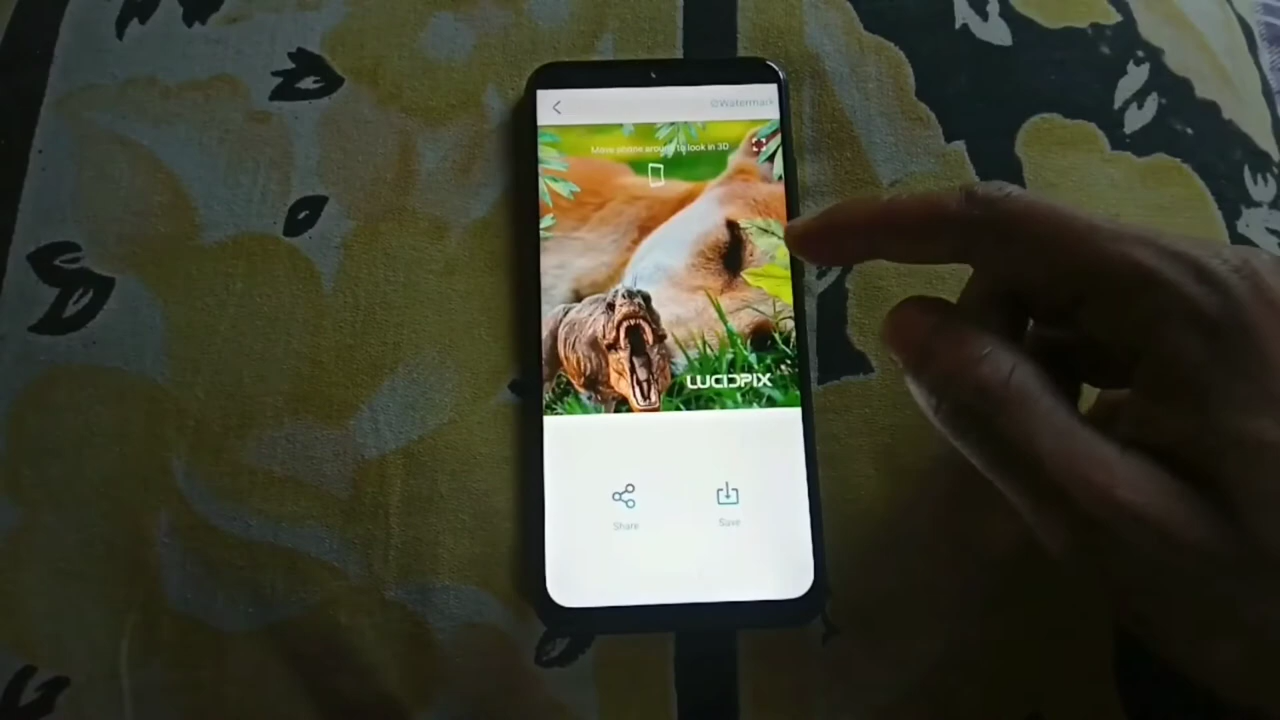 Watermark
Move phone around to look in 3D
LUCIDPIX
Share
Save